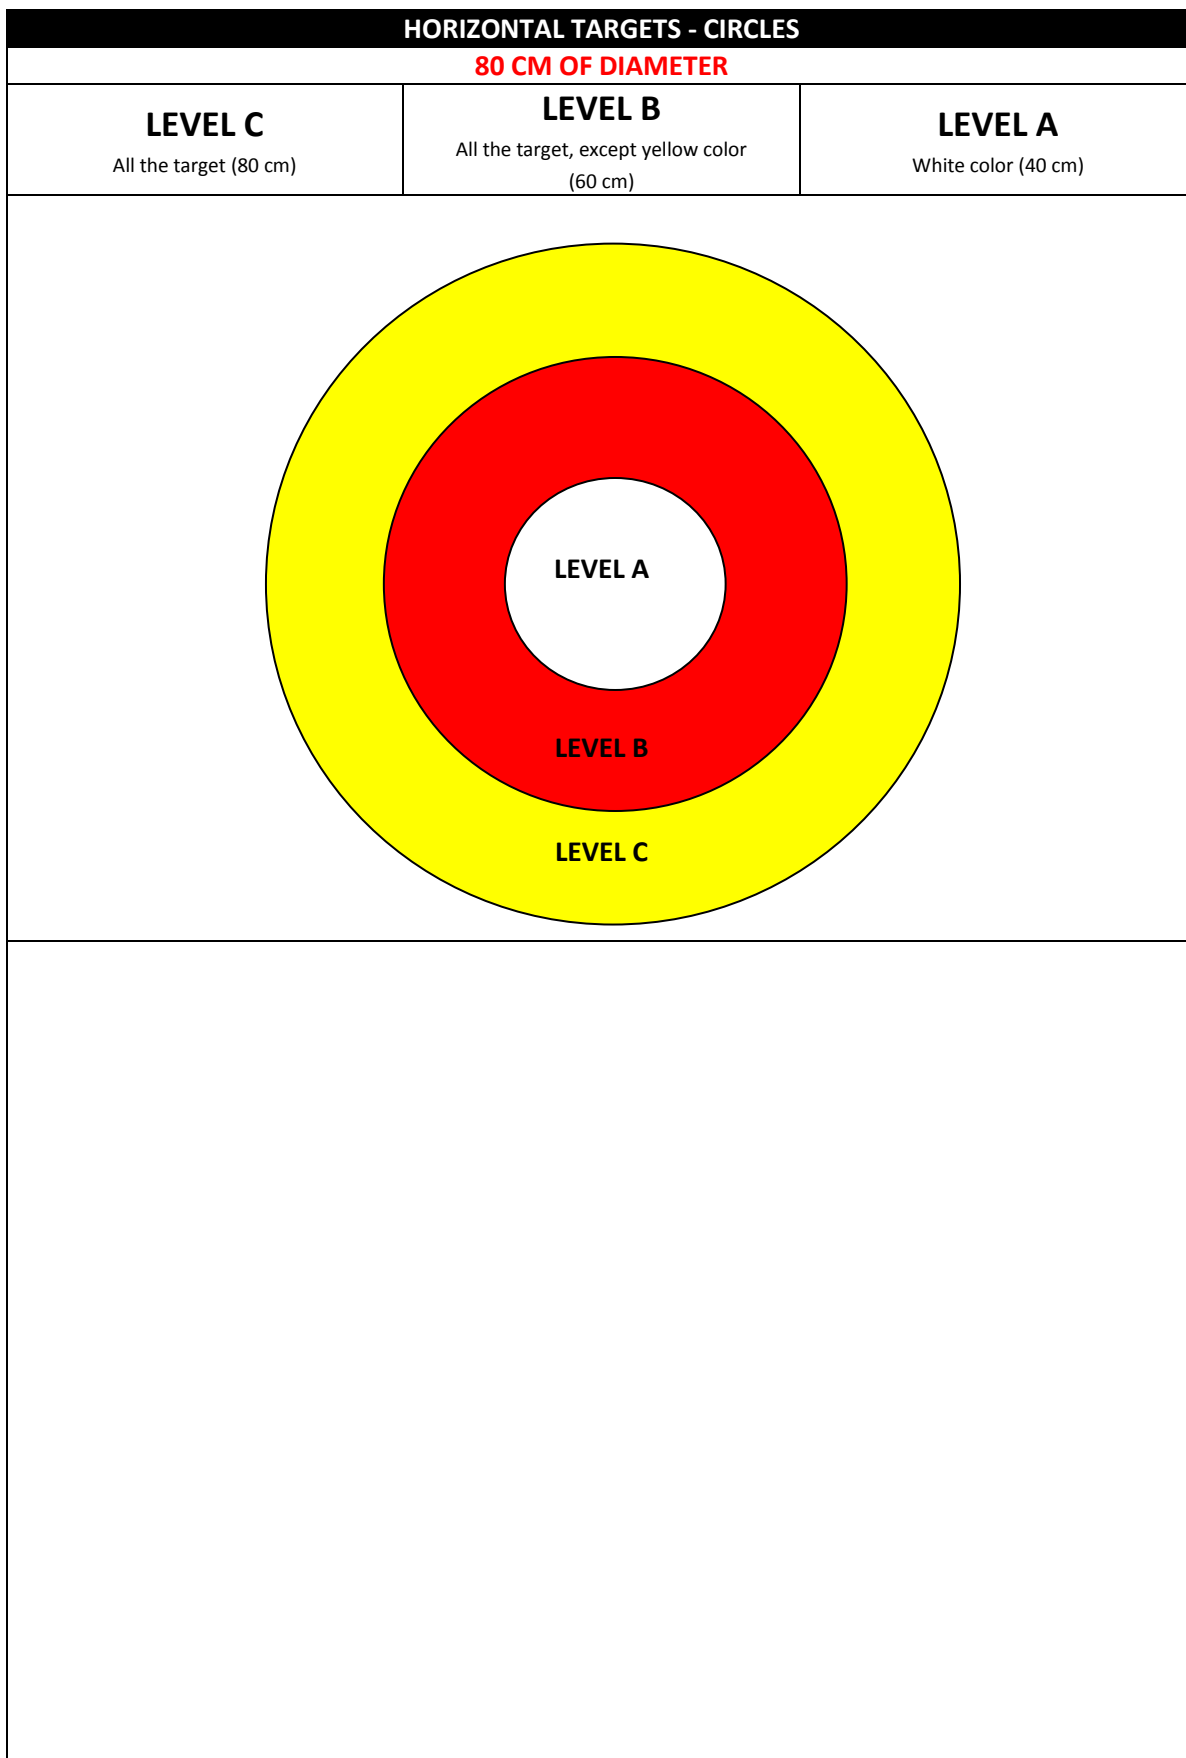 HORIZONTAL TARGETS - CIRCLES
80 CM OF DIAMETER
LEVEL C
All the target (80 cm)
LEVEL B
All the target, except yellow color
(60 cm)
LEVEL A
White color (40 cm)
LEVEL A
LEVEL B
LEVEL C